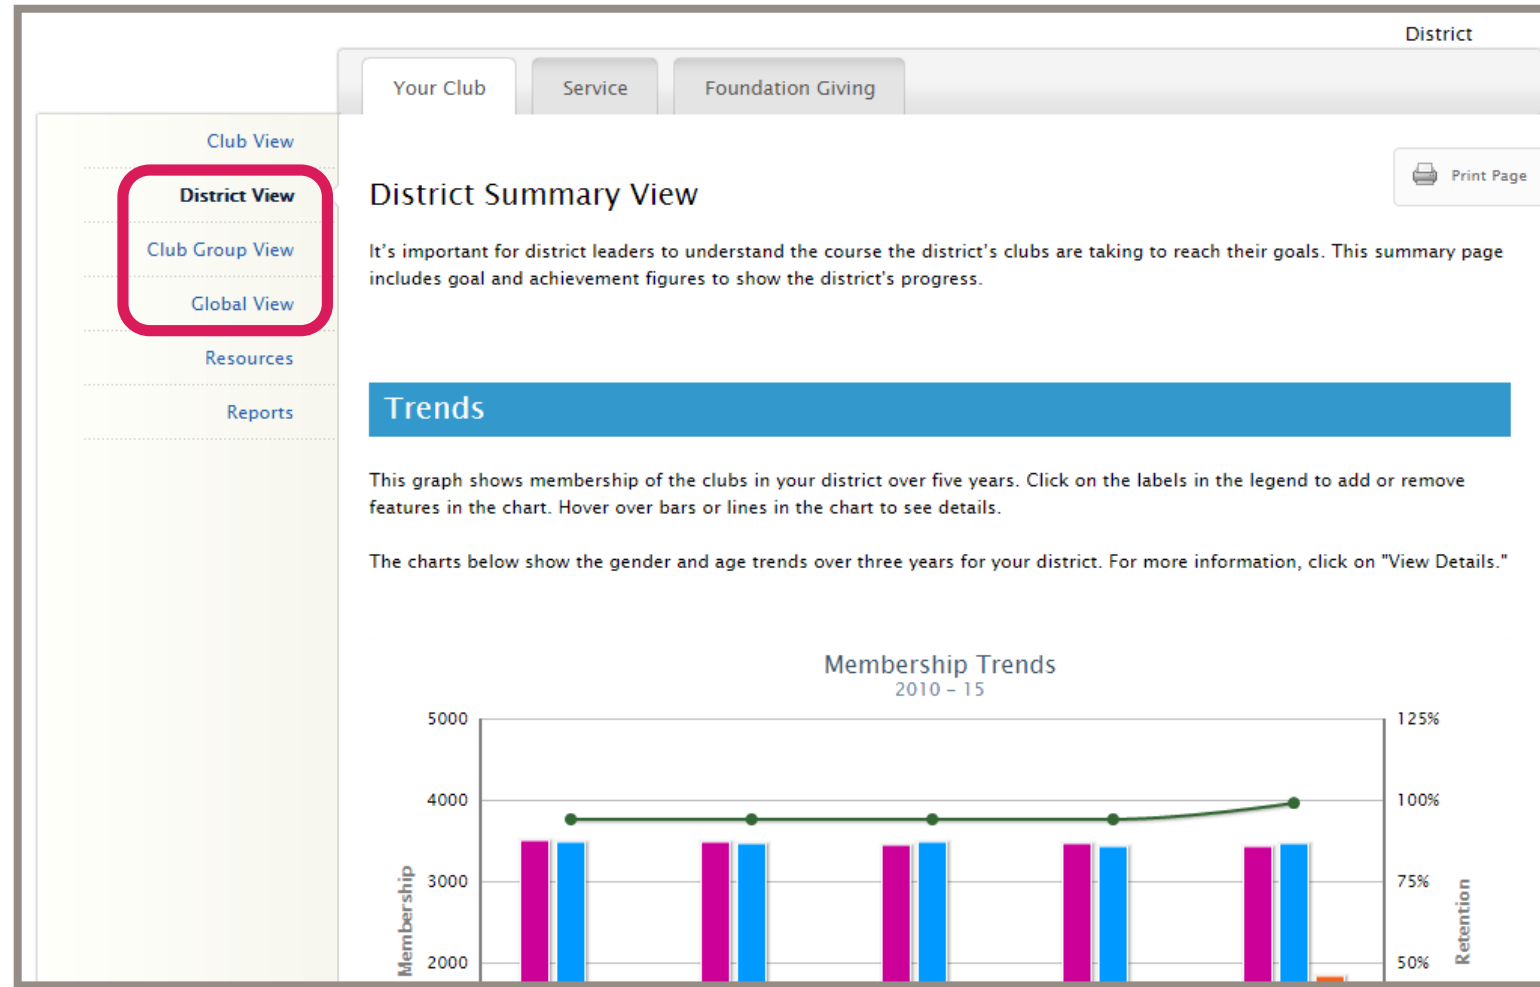 District
Your Club
Service
Foundation Giving
Club View
District View
Club Group View
Global View
Resources
Reports
Print Page
District Summary View
It's important for district leaders to understand the course the district's clubs are taking to reach their goals. This summary page
includes goal and achievement figures to show the district's progress.
Trends
This graph shows membership of the clubs in your district over five years. Click on the labels in the legend to add or remove
features in the chart. Hover over bars or lines in the chart to see details.
The charts below show the gender and age trends over three years for your district. For more information, click on "View Details."
Membership Trends
2010 – 15
5000
4000
3000
2000
Membership
125%
100%
75%
50%
Retention